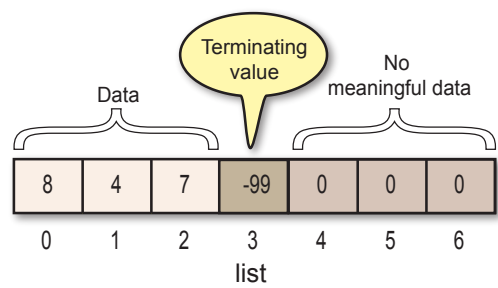 Terminating
value
No
meaningful data
Data
8 4 7 -99 0 0 0
0 1 2 3 4 5 6
list